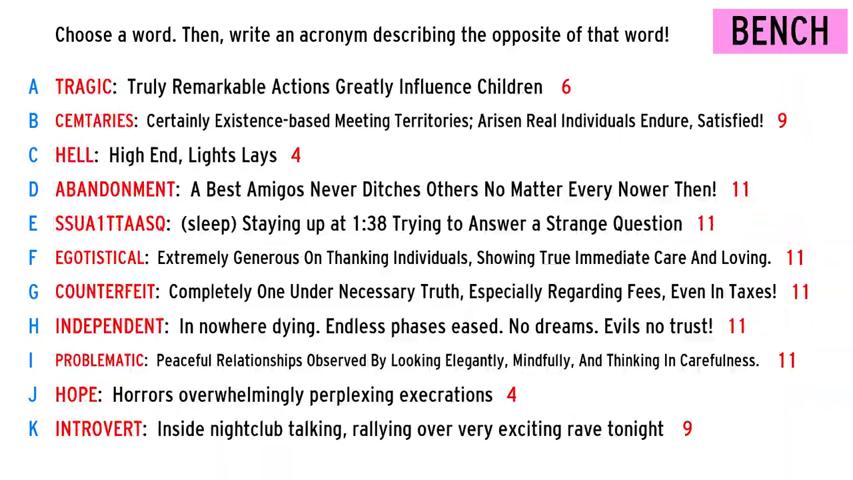 Choose a word. Then, write an acronym describing the opposite of that word!
BENCH
A TRAGIC: Truly Remarkable Actions Greatly Influence Children 6
B CEMTARIES: Certainly Existence-based Meeting Territories; Arisen Real Individuals Endure, Satisfied! 9
C HELL: High End, Lights Lays 4
D ABANDONMENT: A Best Amigos Never Ditches Others No Matter Every Nower Then! 11
E SSUA1TTAASQ: (sleep) Staying up at 1:38 Trying to Answer a Strange Question 11
F EGOTISTICAL: Extremely Generous On Thanking Individuals, Showing True Immediate Care And Loving. 11
G COUNTERFEIT: Completely One Under Necessary Truth, Especially Regarding Fees, Even In Taxes! 11
H INDEPENDENT: In nowhere dying. Endless phases eased. No dreams. Evils no trust! 11
I PROBLEMATIC: Peaceful Relationships Observed By Looking Elegantly, Mindfully, And Thinking In Carefulness. 11
J HOPE: Horrors overwhelmingly perplexing execrations 4
K INTROVERT: Inside nightclub talking, rallying over very exciting rave tonight 9